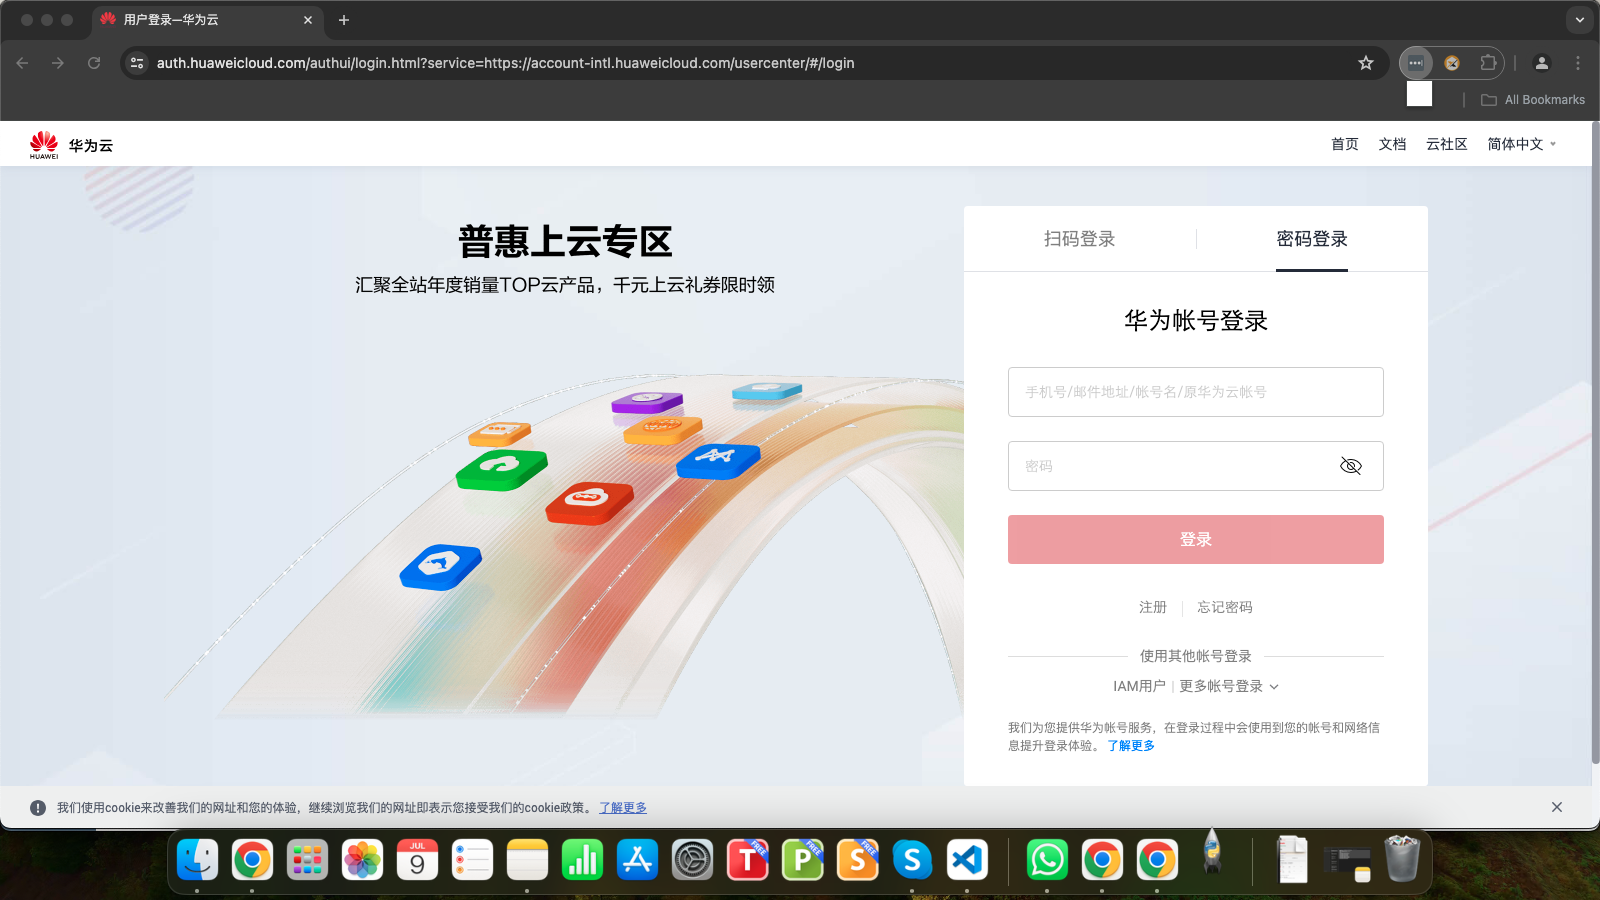 用户登录—华为云
auth.huaweicloud.com/authui/login.html?service=https://account-intl.huaweicloud.com/usercenter/#/login
All Bookmarks
HUAWEI
华为云
首页
文档
云社区
简体中文
普惠上云专区
汇聚全站年度销量TOP云产品，千元上云礼券限时领
扫码登录
密码登录
华为帐号登录
手机号/邮件地址/帐号名/原华为云帐号
密码
登录
注册
忘记密码
使用其他帐号登录
IAM用户 | 更多帐号登录
我们为您提供华为帐号服务，在登录过程中会使用到您的帐号和网络信
息提升登录体验。 了解更多
我们使用cookie来改善我们的网址和您的体验，继续浏览我们的网址即表示您接受我们的cookie政策。 了解更多
JUL
9
T FREE
P FREE
S FREE
S